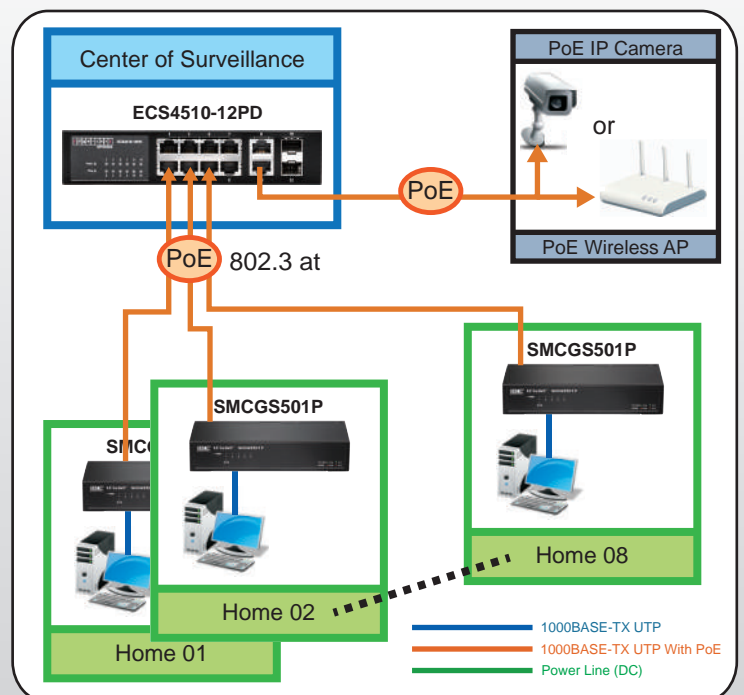 Center of Surveillance
ECS4510-12PD
PoE IP Camera
or
PoE
PoE Wireless AP
PoE
802.3 at
SMCGS501P
SMCGS501P
SMC
Home 08
Home 02
Home 01
1000BASE-TX UTP
1000BASE-TX UTP With PoE
Power Line (DC)